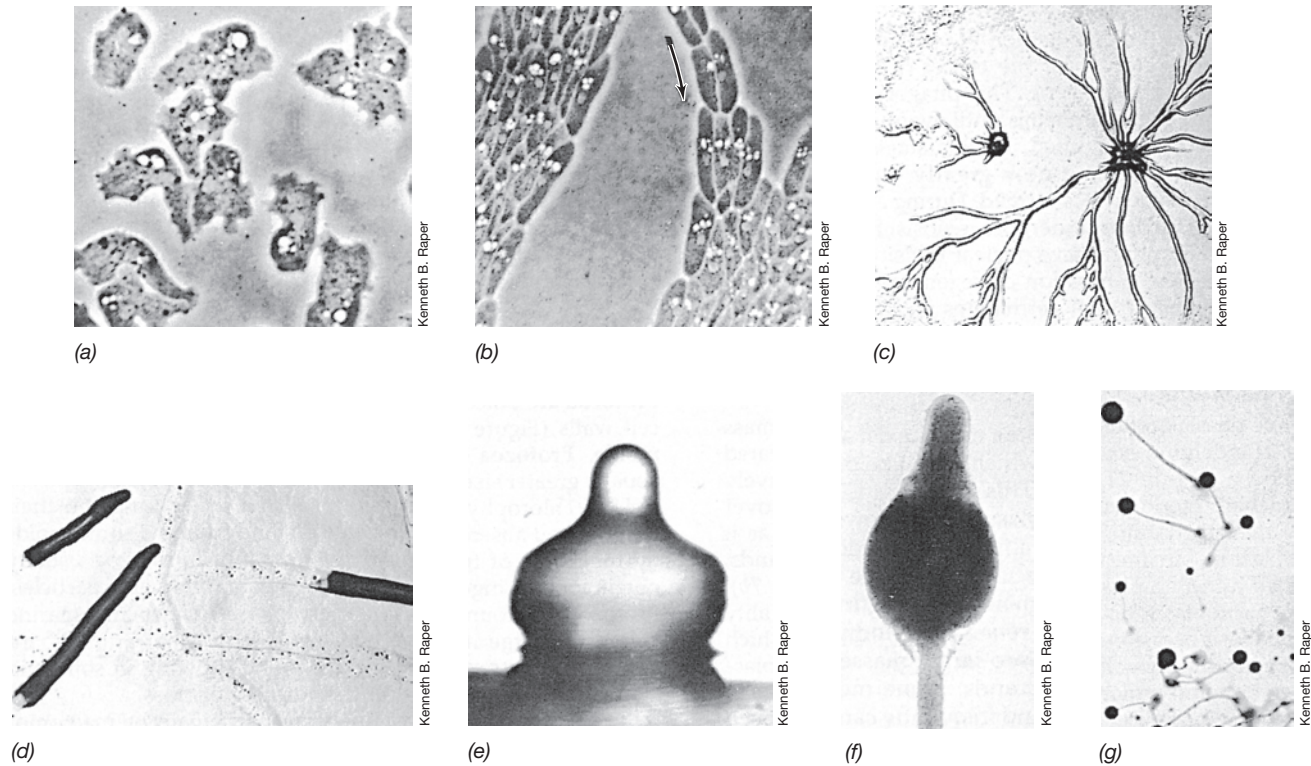 Kenneth B. Raper
Kenneth B. Raper
Kenneth B. Raper
(a)
(b)
(c)
Kenneth B. Raper
Kenneth B. Raper
Kenneth B. Raper
Kenneth B. Raper
(d)
(e)
(f)
(g)